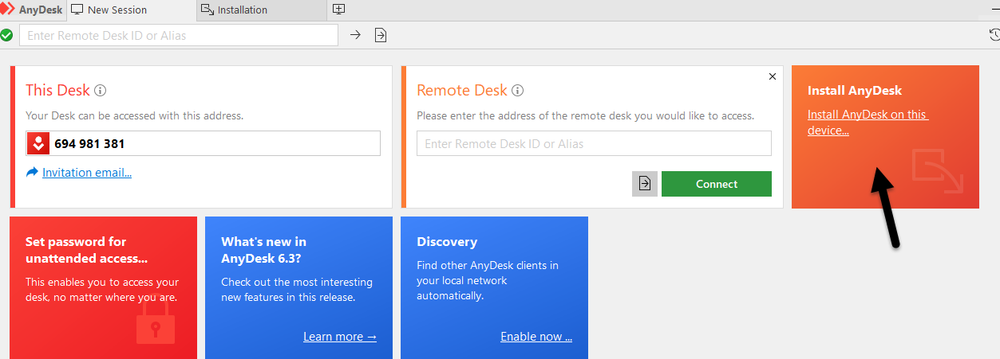 AnyDesk
New Session
Installation
Enter Remote Desk ID or Alias
This Desk
Your Desk can be accessed with this address.
694 981 381
Invitation email...
Remote Desk
Please enter the address of the remote desk you would like to access.
Enter Remote Desk ID or Alias
Connect
Install AnyDesk
Install AnyDesk on this
device...
Set password for
unattended access...
This enables you to access your
desk, no matter where you are.
What's new in
AnyDesk 6.3?
Check out the most interesting
new features in this release.
Learn more →
Discovery
Find other AnyDesk clients in
your local network
automatically.
Enable now ...